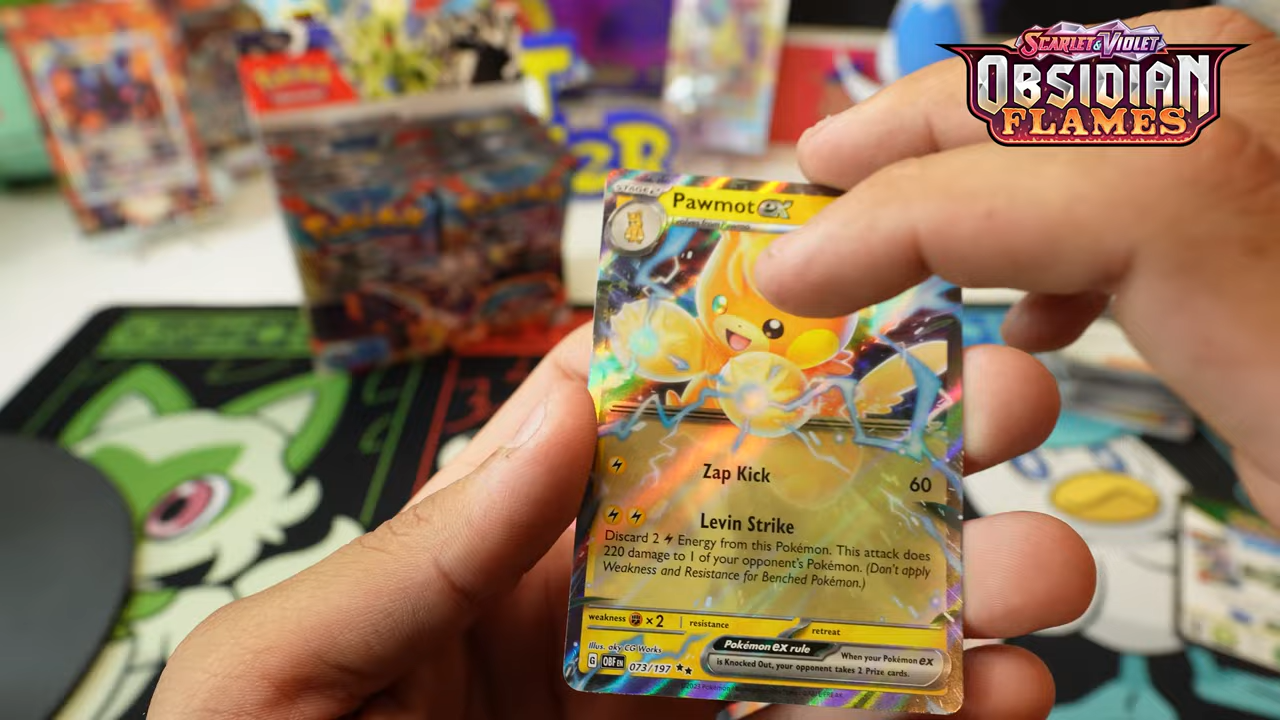 SCARLET & VIOLET
OBSIDIAN
FLAMES
Pokémon
STAGE
Pawmot ex
Zap Kick
60
Levin Strike
Discard 2 Energy from this Pokémon. This attack does
220 damage to 1 of your opponent's Pokémon. (Don't apply
Weakness and Resistance for Benched Pokémon.)
weakness ×2 resistance
retreat
Illus. aky CG Works
Pokémon ex rule
When your Pokémon ex
is Knocked Out, your opponent takes 2 Prize cards.
G OBF EN 073/197 ★★